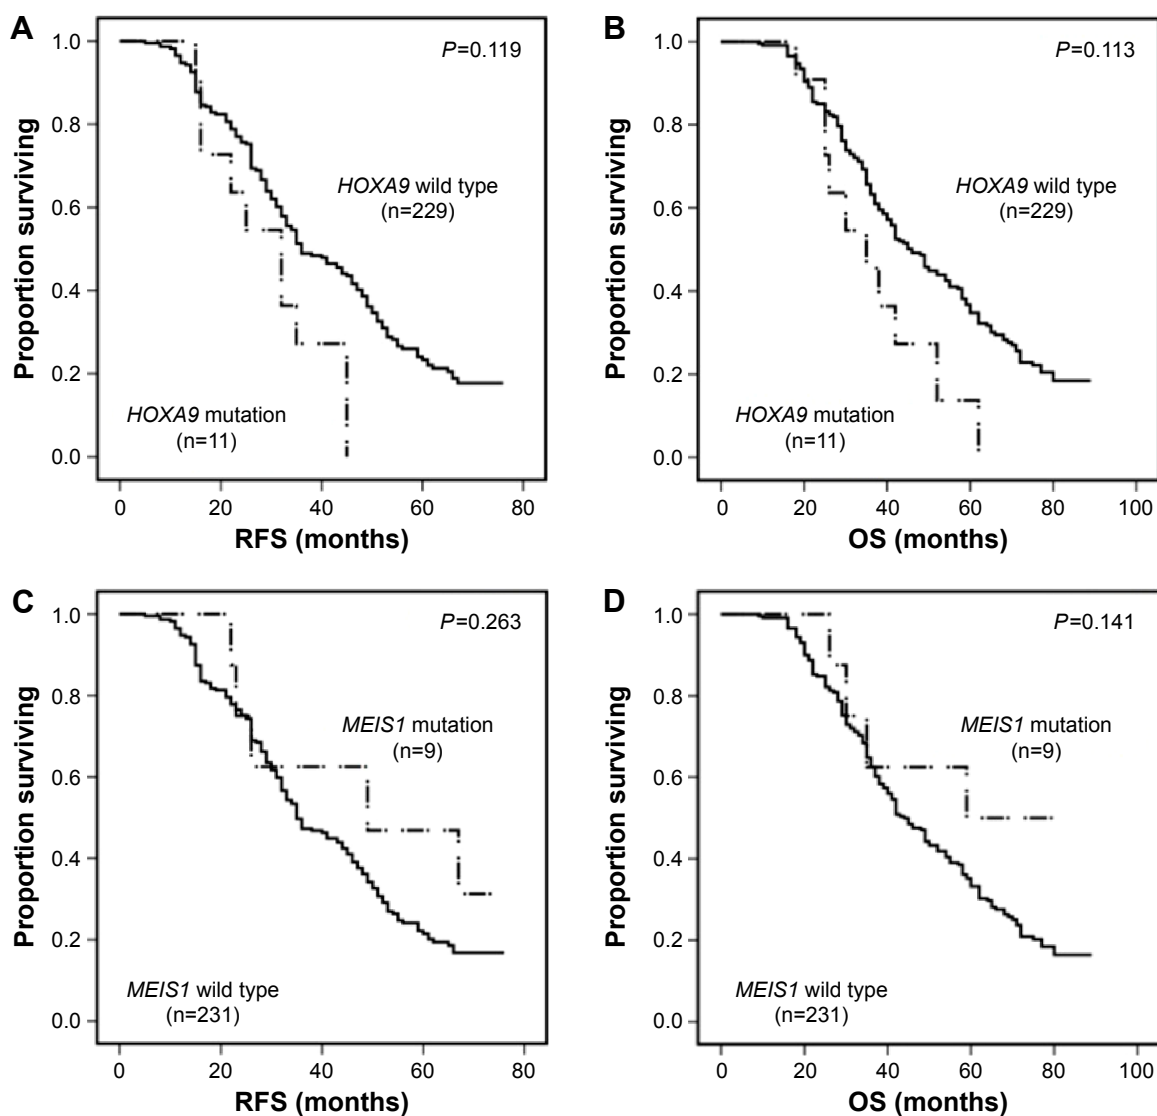 A
P=0.119
1.0
0.8
0.6
0.4
0.2
0.0
Proportion surviving
HOXA9 wild type
(n=229)
HOXA9 mutation
(n=11)
0 20 40 60 80
RFS (months)
B
P=0.113
1.0
0.8
0.6
0.4
0.2
0.0
Proportion surviving
HOXA9 wild type
(n=229)
HOXA9 mutation
(n=11)
0 20 40 60 80 100
OS (months)
C
P=0.263
1.0
0.8
0.6
0.4
0.2
0.0
Proportion surviving
MEIS1 mutation
(n=9)
MEIS1 wild type
(n=231)
0 20 40 60 80
RFS (months)
D
P=0.141
1.0
0.8
0.6
0.4
0.2
0.0
Proportion surviving
MEIS1 mutation
(n=9)
MEIS1 wild type
(n=231)
0 20 40 60 80 100
OS (months)